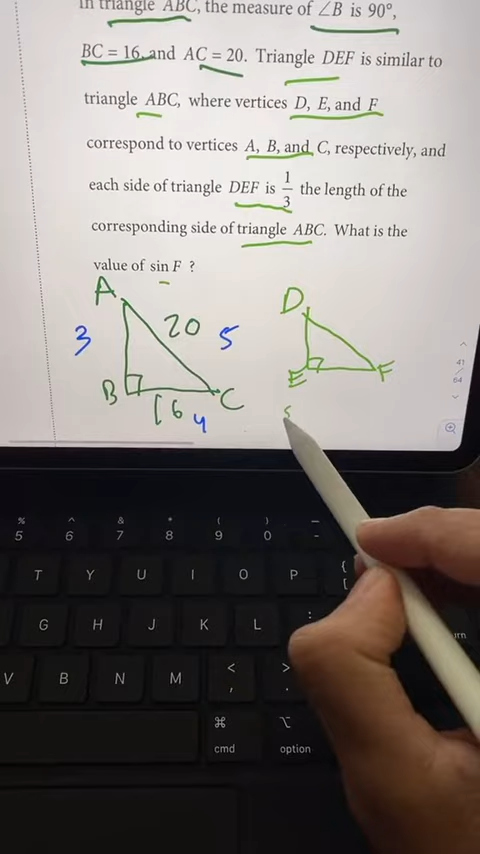 In triangle ABC, the measure of ∠B is 90°,
BC = 16, and AC = 20. Triangle DEF is similar to
triangle ABC, where vertices D, E, and F
correspond to vertices A, B, and C, respectively, and
each side of triangle DEF is 1/3 the length of the
corresponding side of triangle ABC. What is the
value of sin F ?
A
D
3
20
5
E
F
B
16
C
4
s
41
64
%
^
&
*
(
)
–
5
6
7
8
9
0
-
T
Y
U
I
O
P
{
[
G
H
J
K
L
:
V
B
N
M
<
,
>
.
⌘
⌥
cmd
option